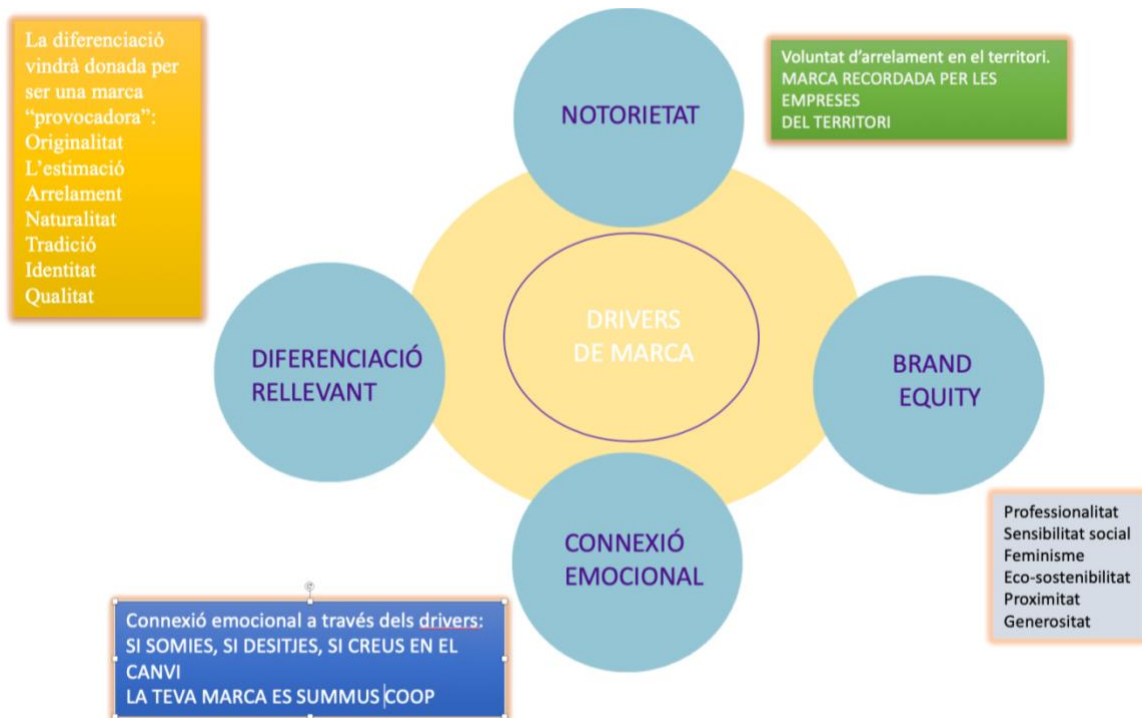 La diferenciació
vindrà donada per
ser una marca
“provocadora”:
Originalitat
L’estimació
Arrelament
Naturalitat
Tradició
Identitat
Qualitat
NOTORIETAT
Voluntat d’arrelament en el territori.
MARCA RECORDADA PER LES
EMPRESES
DEL TERRITORI
DRIVERS
DE MARCA
DIFERENCIACIÓ
RELLEVANT
BRAND
EQUITY
CONNEXIÓ
EMOCIONAL
Professionalitat
Sensibilitat social
Feminisme
Eco-sostenibilitat
Proximitat
Generositat
Connexió emocional a través dels drivers:
SI SOMIES, SI DESITJES, SI CREUS EN EL
CANVI
LA TEVA MARCA ES SUMMUS COOP